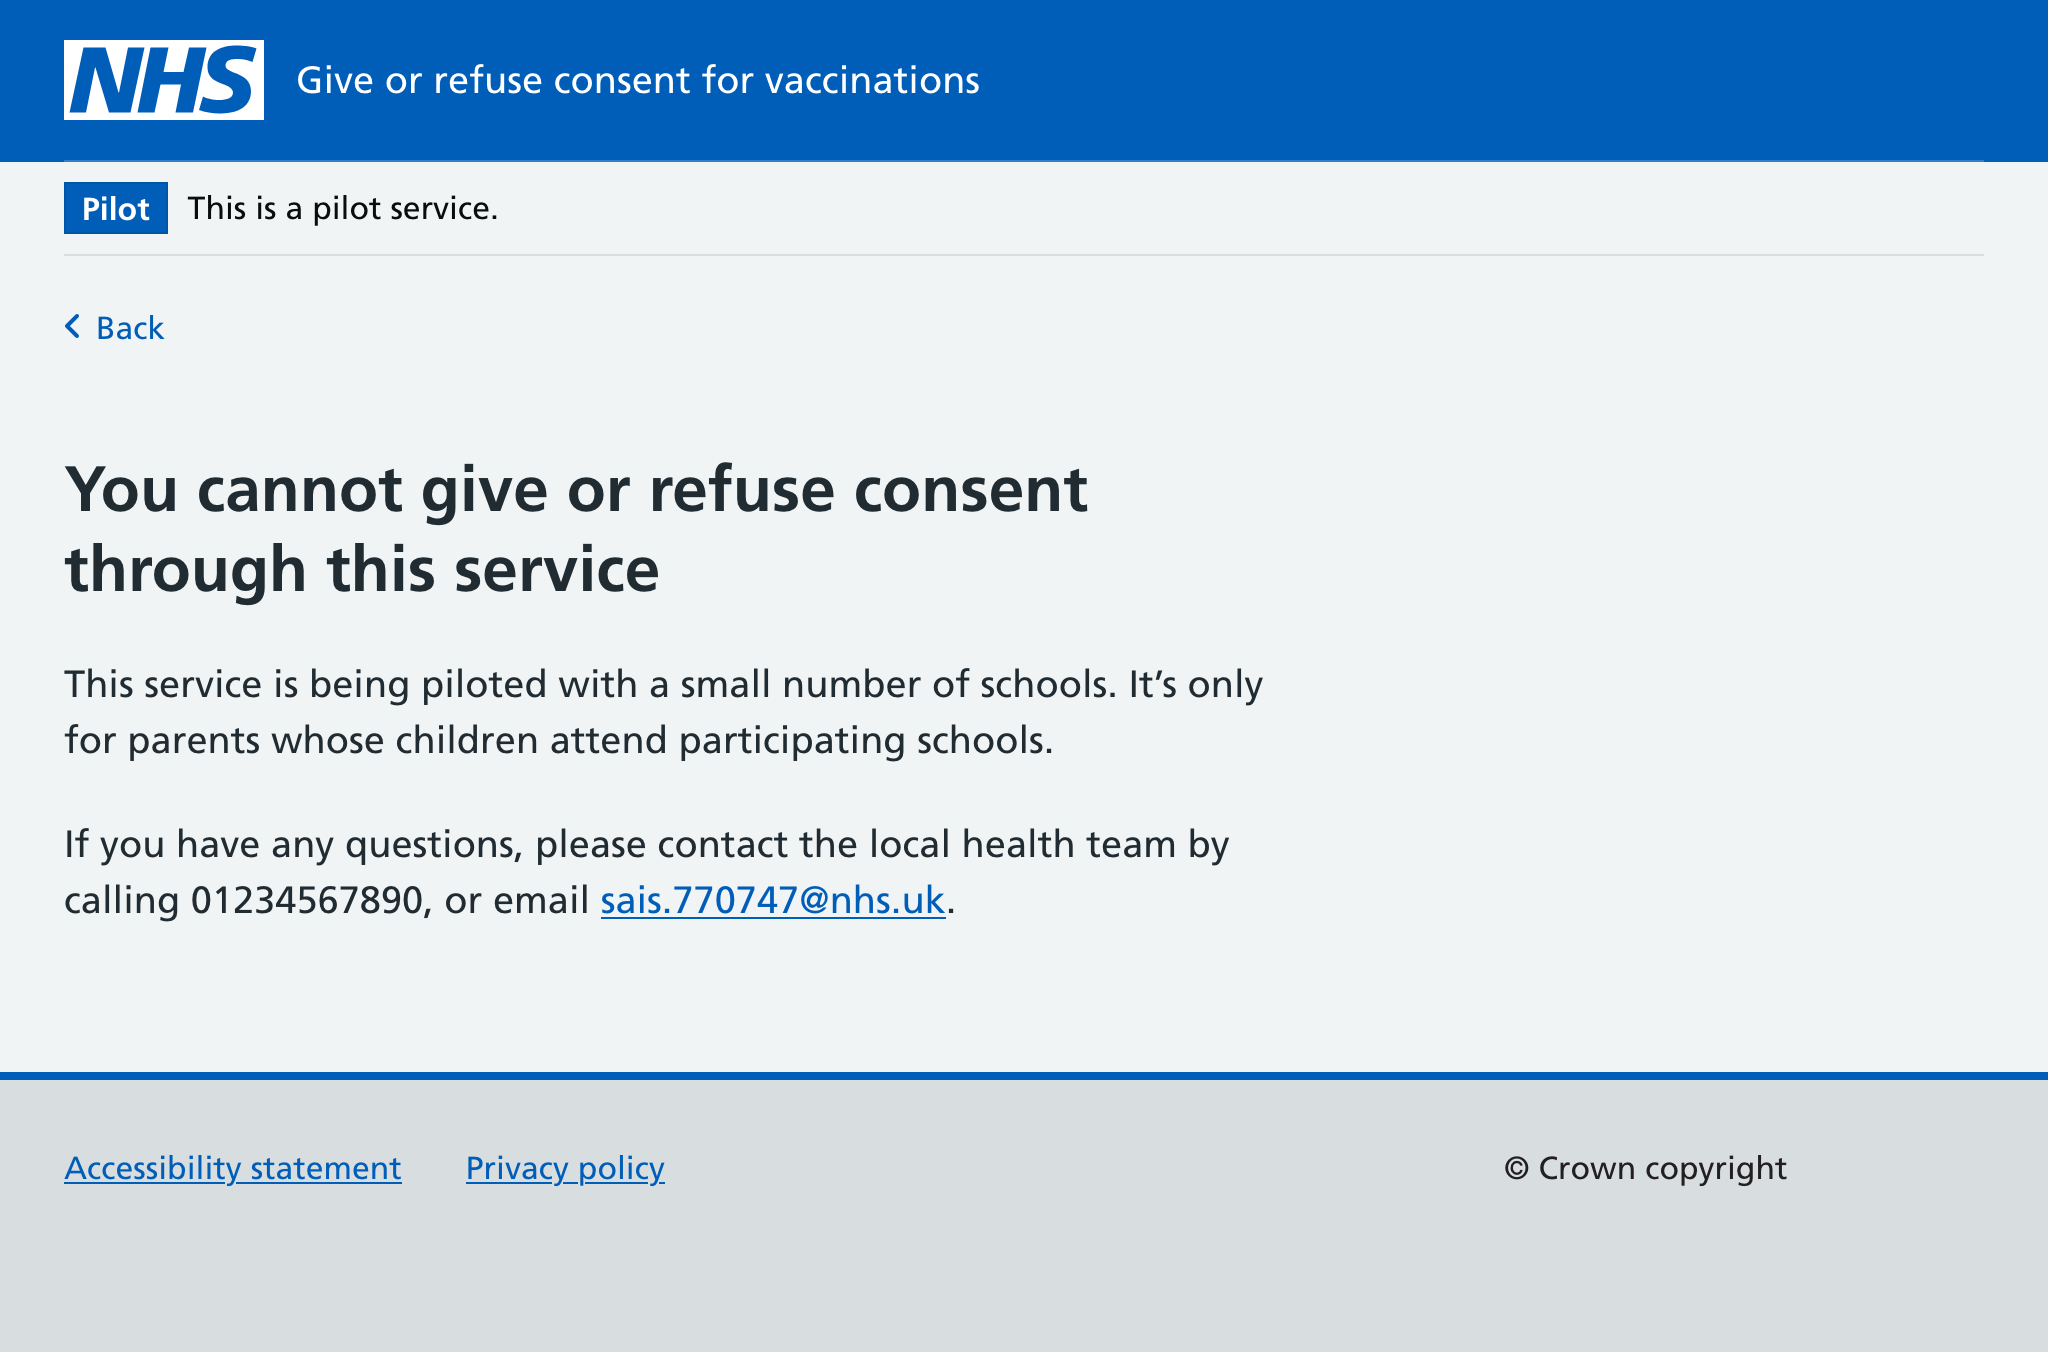 NHS
Give or refuse consent for vaccinations
Pilot
This is a pilot service.
Back
You cannot give or refuse consent
through this service
This service is being piloted with a small number of schools. It’s only
for parents whose children attend participating schools.
If you have any questions, please contact the local health team by
calling 01234567890, or email sais.770747@nhs.uk.
Accessibility statement
Privacy policy
© Crown copyright